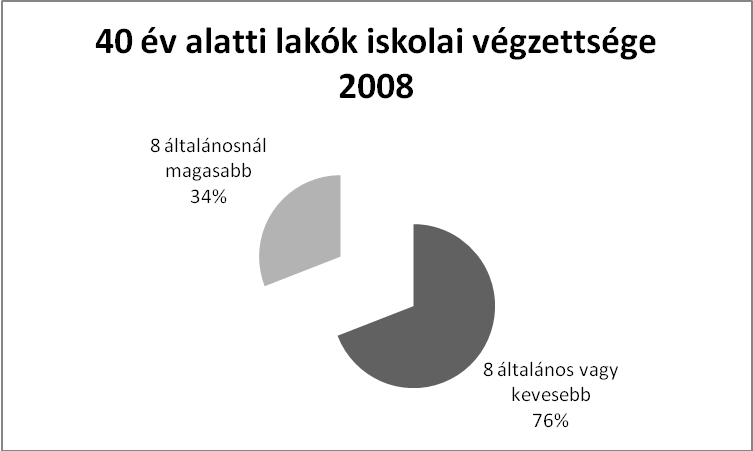 40 év alatti lakók iskolai végzettsége
2008
8 általánosnál
magasabb
34%
8 általános vagy
kevesebb
76%